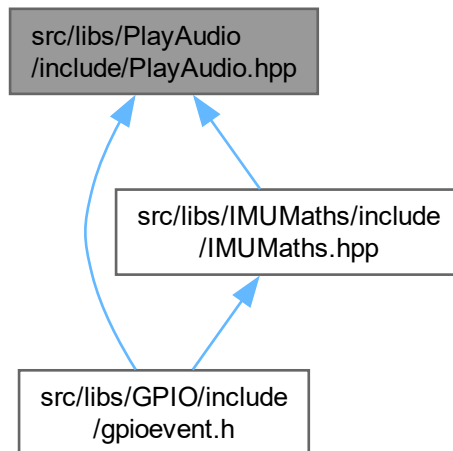 src/libs/PlayAudio
/include/PlayAudio.hpp
src/libs/IMUMaths/include
/IMUMaths.hpp
src/libs/GPIO/include
/gpioevent.h